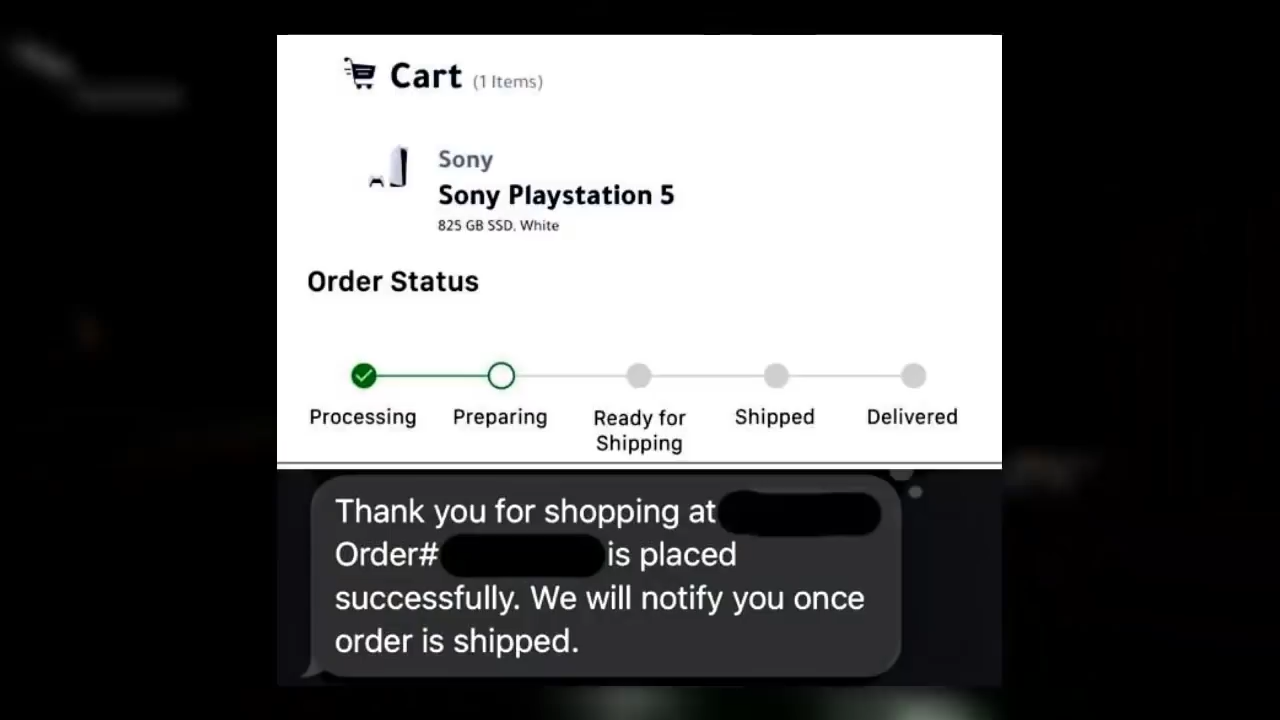 Cart (1 Items)
Sony
Sony Playstation 5
825 GB SSD, White
Order Status
Processing
Preparing
Ready for
Shipping
Shipped
Delivered
Thank you for shopping at
Order# is placed
successfully. We will notify you once
order is shipped.